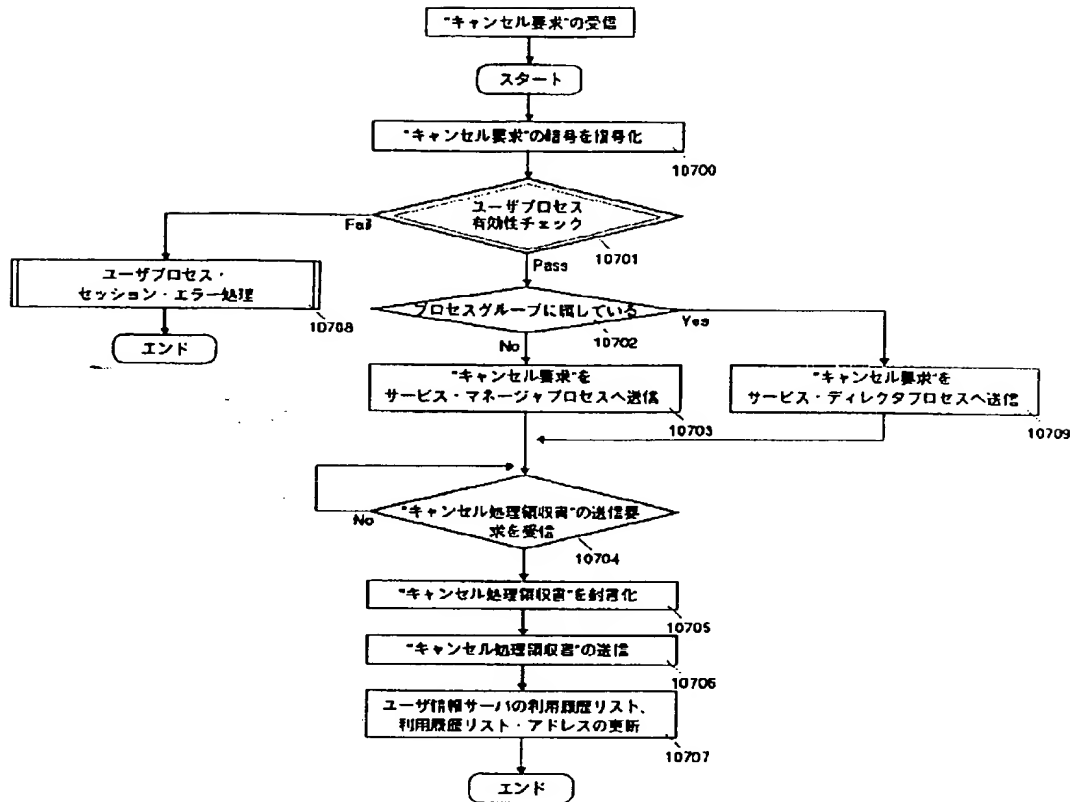 "キャンセル要求"の受信
スタート
"キャンセル要求"の暗号を復号化
10700
ユーザプロセス
有効性チェック
Fail
10701
Pass
ユーザプロセス・
セッション・エラー処理
10708
エンド
プロセスグループに属している
Yes
10702
No
"キャンセル要求"を
サービス・マネージャプロセスへ送信
10703
"キャンセル要求"を
サービス・ディレクタプロセスへ送信
10709
No
"キャンセル処理領収書"の送信要
求を受信
10704
"キャンセル処理領収書"を封書化
10705
"キャンセル処理領収書"の送信
10706
ユーザ情報サーバの利用履歴リスト、
利用履歴リスト・アドレスの更新
10707
エンド